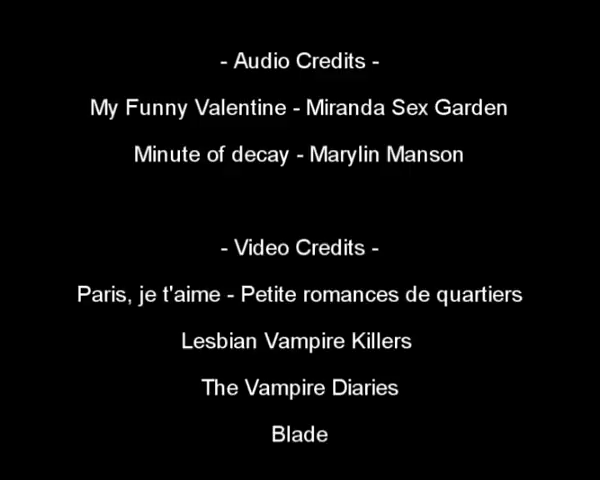 - Audio Credits -
My Funny Valentine - Miranda Sex Garden
Minute of decay - Marylin Manson
- Video Credits -
Paris, je t'aime - Petite romances de quartiers
Lesbian Vampire Killers
The Vampire Diaries
Blade